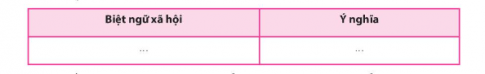 Biệt ngữ xã hội Ý nghĩa
... ...